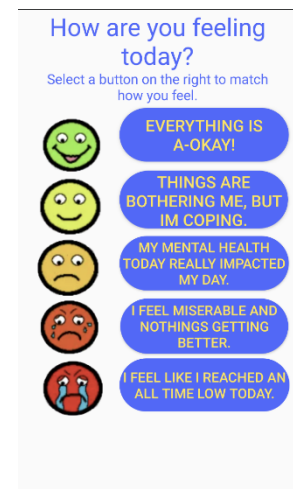 How are you feeling
today?
Select a button on the right to match
how you feel.
EVERYTHING IS
A-OKAY!
THINGS ARE
BOTHERING ME, BUT
IM COPING.
MY MENTAL HEALTH
TODAY REALLY IMPACTED
MY DAY.
I FEEL MISERABLE AND
NOTHINGS GETTING
BETTER.
I FEEL LIKE I REACHED AN
ALL TIME LOW TODAY.